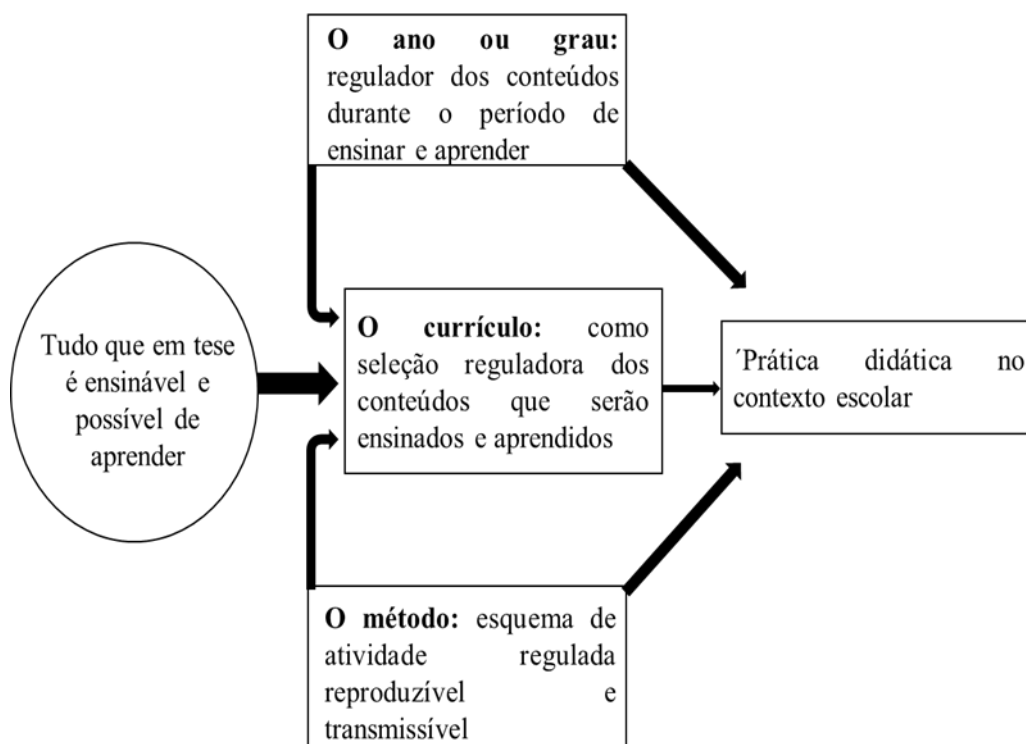 O ano ou grau:
regulador dos conteúdos
durante o período de
ensinar e aprender
Tudo que em tese
é ensinável e
possível de
aprender
O currículo: como
seleção reguladora dos
conteúdos que serão
ensinados e aprendidos
´Prática didática no
contexto escolar
O método: esquema de
atividade regulada
reproduzível e
transmissível